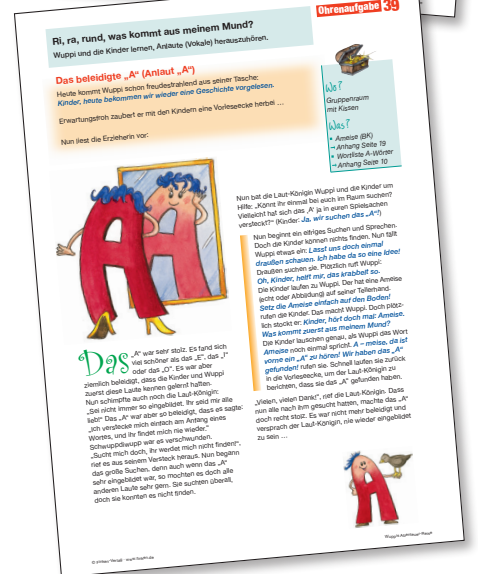 Ohrenaufgabe 39
Ri, ra, rund, was kommt aus meinem Mund?
Wuppi und die Kinder lernen, Anlaute (Vokale) herauszuhören.
Das beleidigte „A“ (Anlaut „A“)
Heute kommt Wuppi schon freudestrahlend aus seiner Tasche:
Kinder, heute bekommen wir wieder eine Geschichte vorgelesen.
Erwartungsfroh zaubert er mit den Kindern eine Vorleseecke herbei …
Nun liest die Erzieherin vor:
Wo?
Gruppenraum
mit Kissen
Was?
• Ameise (BK)
→ Anhang Seite 19
• Wortliste A-Wörter
→ Anhang Seite 10
Das „A“ war sehr stolz. Es fand sich
viel schöner als das „E“, das „I“
oder das „O“. Es war aber
ziemlich beleidigt, dass die Kinder und Wuppi
zuerst diese Laute kennen gelernt hatten.
Nun schimpfte auch noch die Laut-Königin:
„Sei nicht immer so eingebildet, ihr seid mir alle
lieb!“ Das „A“ war aber so beleidigt, dass es sagte:
„Ich verstecke mich einfach am Anfang eines
Wortes, und ihr findet mich nie wieder.“
Schwuppdiwupp war es verschwunden.
„Sucht mich doch, ihr werdet mich nicht finden!“,
rief es aus seinem Versteck heraus. Nun begann
das große Suchen, denn auch wenn das „A“
sehr eingebildet war, so mochten es doch alle
anderen Laute sehr gern. Sie suchten überall,
doch sie konnten es nicht finden.
Nun bat die Laut-Königin Wuppi und die Kinder um
Hilfe: „Könnt ihr einmal bei euch im Raum suchen?
Vielleicht hat sich das ‚A‘ ja in euren Spielsachen
versteckt?“ (Kinder: Ja, wir suchen das „A“!)
Nun beginnt ein eifriges Suchen und Sprechen.
Doch die Kinder können nichts finden. Nun fällt
Wuppi etwas ein: Lasst uns doch einmal
draußen schauen. Ich habe da so eine Idee!
Draußen suchen sie. Plötzlich ruft Wuppi:
Oh, Kinder, helft mir, das krabbelt so.
Die Kinder laufen zu Wuppi. Der hat eine Ameise
(echt oder Abbildung) auf seiner Tellerhand.
Setz die Ameise einfach auf den Boden!
rufen die Kinder. Das macht Wuppi. Doch plötz-
lich stockt er: Kinder, hört doch mal: Ameise.
Was kommt zuerst aus meinem Mund?
Die Kinder lauschen genau, als Wuppi das Wort
Ameise noch einmal spricht. A – meise, da ist
vorne ein „A“ zu hören! Wir haben das „A“
gefunden! rufen sie. Schnell laufen sie zurück
in die Vorleseecke, um der Laut-Königin zu
berichten, dass sie das „A“ gefunden haben.
„Vielen, vielen Dank!“, rief die Laut-Königin. Dass
nun alle nach ihm gesucht hatten, machte das „A“
doch recht stolz. Es war nicht mehr beleidigt und
versprach der Laut-Königin, nie wieder eingebildet
zu sein …